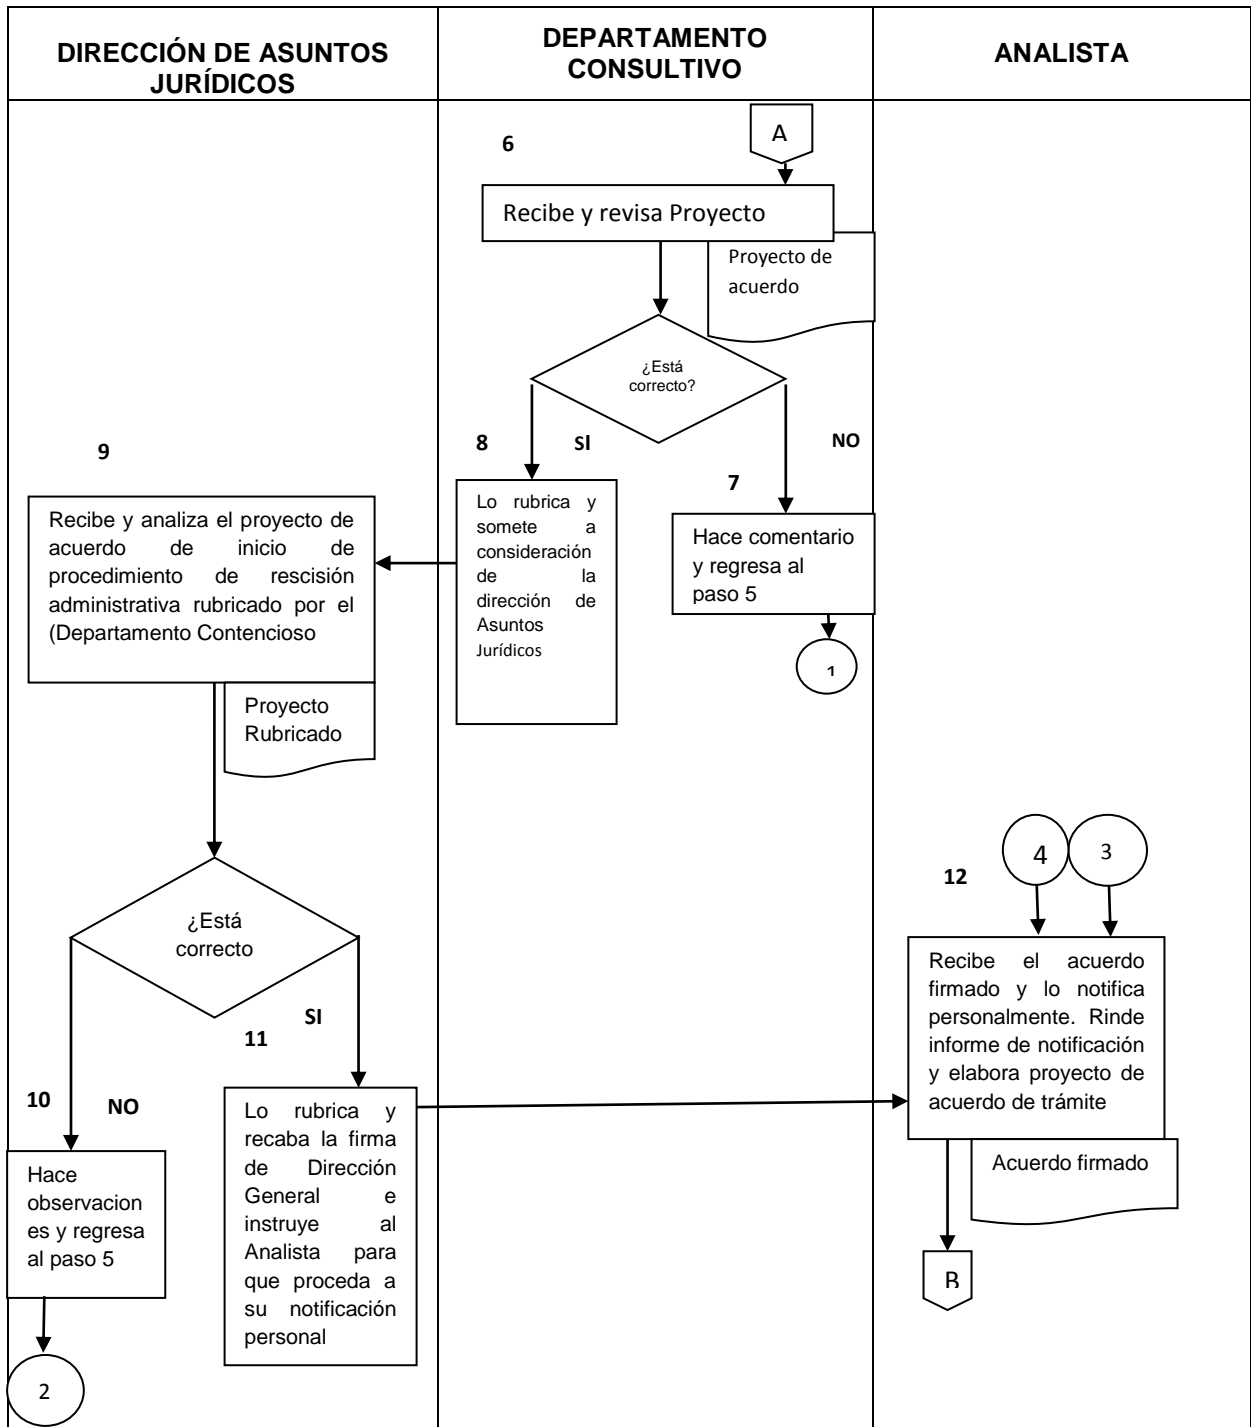 DIRECCIÓN DE ASUNTOS
JURÍDICOS
DEPARTAMENTO
CONSULTIVO
ANALISTA
A
6
Recibe y revisa Proyecto
Proyecto de
acuerdo
¿Está
correcto?
8
SI
NO
7
Lo rubrica y
somete a
consideración
de la
dirección de
Asuntos
Jurídicos
Hace comentario
y regresa al
paso 5
1
9
Recibe y analiza el proyecto de
acuerdo de inicio de
procedimiento de rescisión
administrativa rubricado por el
(Departamento Contencioso
Proyecto
Rubricado
¿Está
correcto
SI
11
10
NO
Hace
observacion
es y regresa
al paso 5
2
Lo rubrica y
recaba la firma
de Dirección
General e
instruye al
Analista para
que proceda a
su notificación
personal
4
3
12
Recibe el acuerdo
firmado y lo notifica
personalmente. Rinde
informe de notificación
y elabora proyecto de
acuerdo de trámite
Acuerdo firmado
B